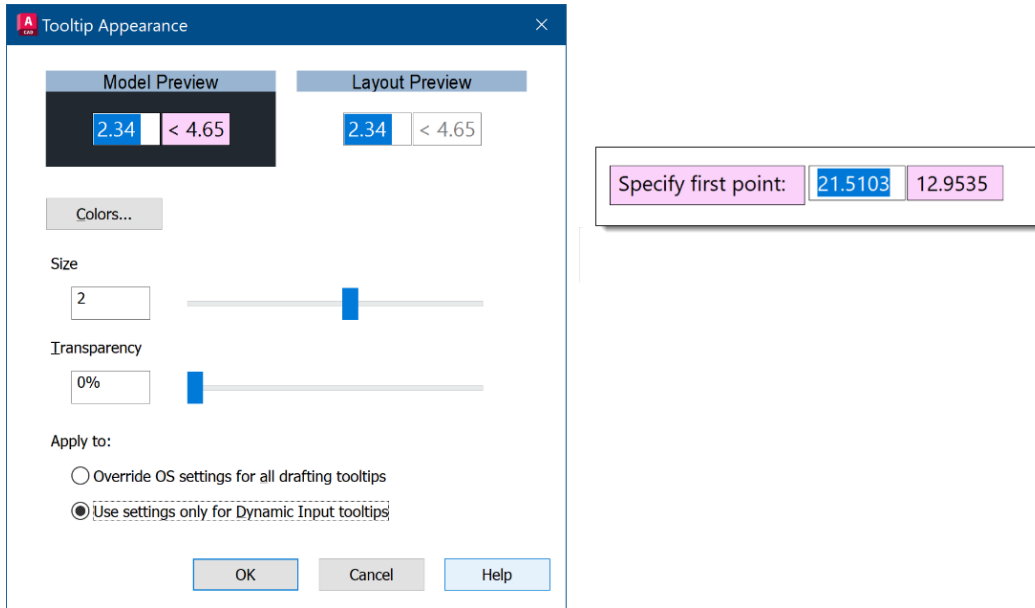 A CAD Tooltip Appearance
Model Preview Layout Preview
2.34 < 4.65 2.34 < 4.65
Specify first point: 21.5103 12.9535
Colors...
Size
2
Transparency
0%
Apply to:
Override OS settings for all drafting tooltips
Use settings only for Dynamic Input tooltips
OK Cancel Help